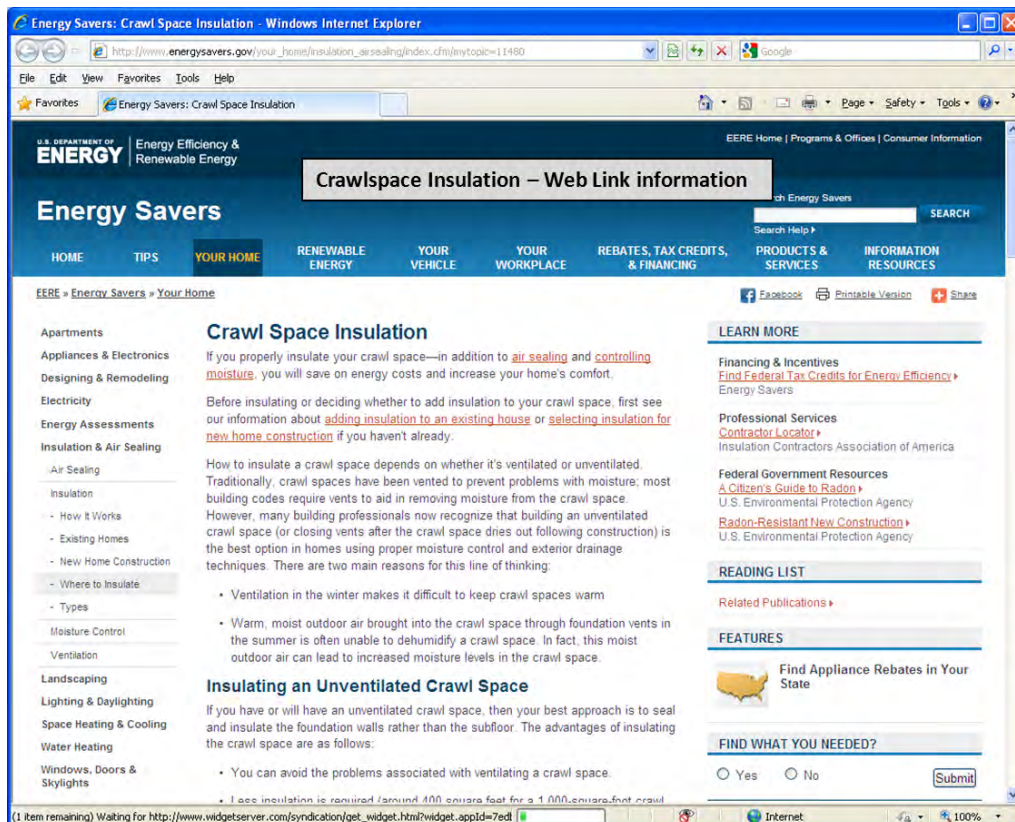 Energy Savers: Crawl Space Insulation - Windows Internet Explorer
http://www.energysavers.gov/your_home/insulation_airsealing/index.cfm/mytopic=11480
Google
File Edit View Favorites Tools Help
Favorites
Energy Savers: Crawl Space Insulation
Page Safety Tools
U.S. DEPARTMENT OF
ENERGY
Energy Efficiency &
Renewable Energy
EERE Home | Programs & Offices | Consumer Information
Crawlspace Insulation – Web Link information
Energy Savers
rch Energy Savers
SEARCH
Search Help
HOME
TIPS
YOUR HOME
RENEWABLE
ENERGY
YOUR
VEHICLE
YOUR
WORKPLACE
REBATES, TAX CREDITS,
& FINANCING
PRODUCTS &
SERVICES
INFORMATION
RESOURCES
EERE » Energy Savers » Your Home
Facebook
Printable Version
Share
Apartments
Appliances & Electronics
Designing & Remodeling
Electricity
Energy Assessments
Insulation & Air Sealing
Air Sealing
Insulation
- How It Works
- Existing Homes
- New Home Construction
- Where to Insulate
- Types
Moisture Control
Ventilation
Landscaping
Lighting & Daylighting
Space Heating & Cooling
Water Heating
Windows, Doors &
Skylights
Crawl Space Insulation
If you properly insulate your crawl space—in addition to air sealing and controlling
moisture, you will save on energy costs and increase your home's comfort.
Before insulating or deciding whether to add insulation to your crawl space, first see
our information about adding insulation to an existing house or selecting insulation for
new home construction if you haven't already.
How to insulate a crawl space depends on whether it's ventilated or unventilated.
Traditionally, crawl spaces have been vented to prevent problems with moisture; most
building codes require vents to aid in removing moisture from the crawl space.
However, many building professionals now recognize that building an unventilated
crawl space (or closing vents after the crawl space dries out following construction) is
the best option in homes using proper moisture control and exterior drainage
techniques. There are two main reasons for this line of thinking:
• Ventilation in the winter makes it difficult to keep crawl spaces warm
• Warm, moist outdoor air brought into the crawl space through foundation vents in
the summer is often unable to dehumidify a crawl space. In fact, this moist
outdoor air can lead to increased moisture levels in the crawl space.
Insulating an Unventilated Crawl Space
If you have or will have an unventilated crawl space, then your best approach is to seal
and insulate the foundation walls rather than the subfloor. The advantages of insulating
the crawl space are as follows:
• You can avoid the problems associated with ventilating a crawl space.
• Less insulation is required (around 400 square feet for a 1,000-square-foot crawl
LEARN MORE
Financing & Incentives
Find Federal Tax Credits for Energy Efficiency
Energy Savers
Professional Services
Contractor Locator
Insulation Contractors Association of America
Federal Government Resources
A Citizen's Guide to Radon
U.S. Environmental Protection Agency
Radon-Resistant New Construction
U.S. Environmental Protection Agency
READING LIST
Related Publications
FEATURES
Find Appliance Rebates in Your
State
FIND WHAT YOU NEEDED?
Yes No
Submit
(1 item remaining) Waiting for http://www.widgetserver.com/syndication/get_widget.html?widget.appId=7edl
Internet
100%